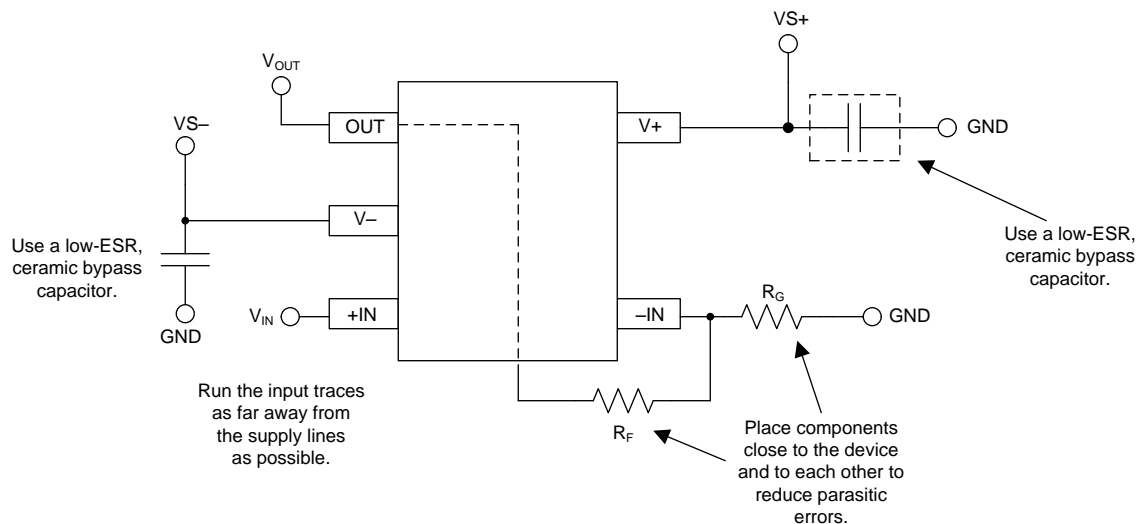 VS+
VOUT
OUT
V+
GND
VS–
V–
Use a low-ESR,
ceramic bypass
capacitor.
Use a low-ESR,
ceramic bypass
capacitor.
GND
VIN
+IN
–IN
RG
GND
Run the input traces
as far away from
the supply lines
as possible.
RF
Place components
close to the device
and to each other to
reduce parasitic
errors.